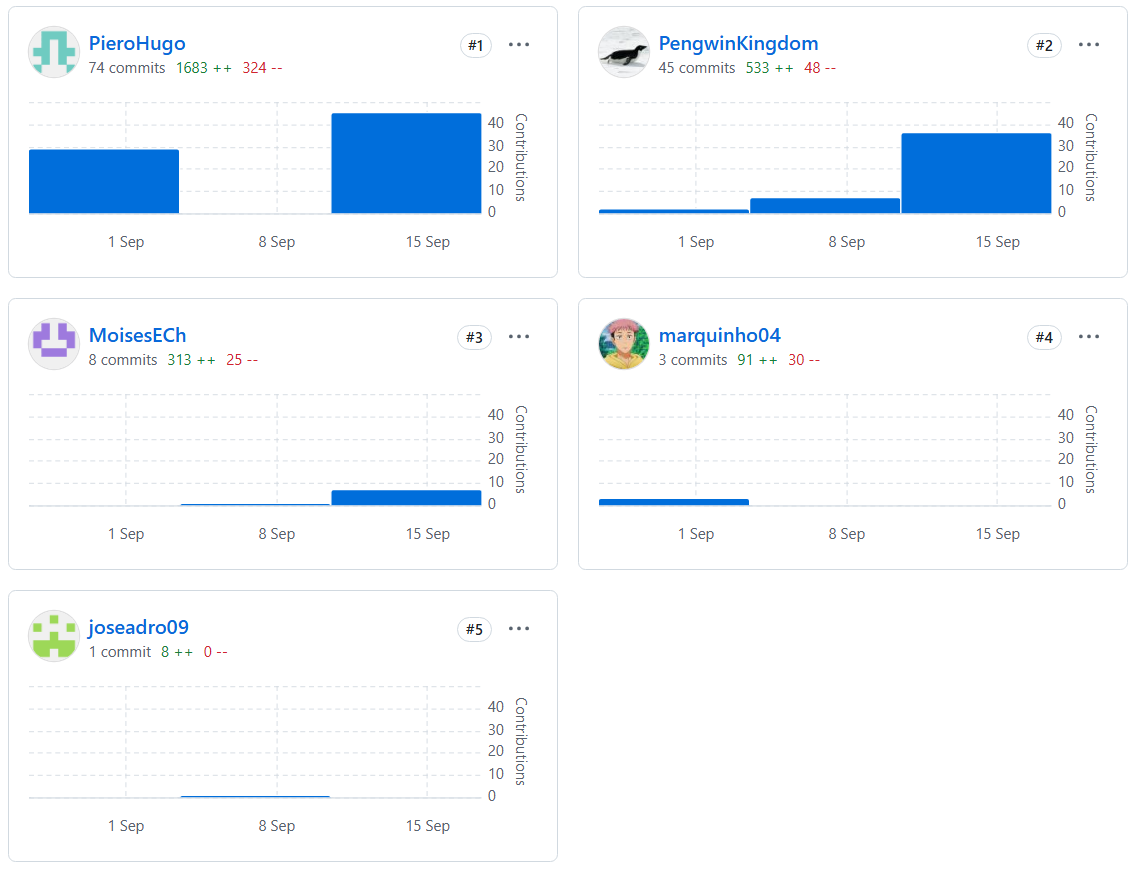 PieroHugo #1 ...
74 commits 1683 ++ 324 --
40
30
20
10
0
Contributions
1 Sep 8 Sep 15 Sep
PengwinKingdom #2 ...
45 commits 533 ++ 48 --
40
30
20
10
0
Contributions
1 Sep 8 Sep 15 Sep
MoisesECh #3 ...
8 commits 313 ++ 25 --
40
30
20
10
0
Contributions
1 Sep 8 Sep 15 Sep
marquinho04 #4 ...
3 commits 91 ++ 30 --
40
30
20
10
0
Contributions
1 Sep 8 Sep 15 Sep
joseadro09 #5 ...
1 commit 8 ++ 0 --
40
30
20
10
0
Contributions
1 Sep 8 Sep 15 Sep